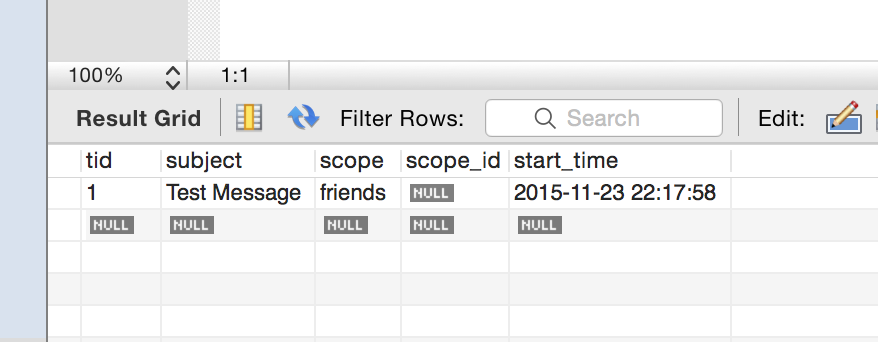 100% 1:1
Result Grid Filter Rows: Search Edit:
tid subject scope scope_id start_time
1 Test Message friends NULL 2015-11-23 22:17:58
NULL NULL NULL NULL NULL